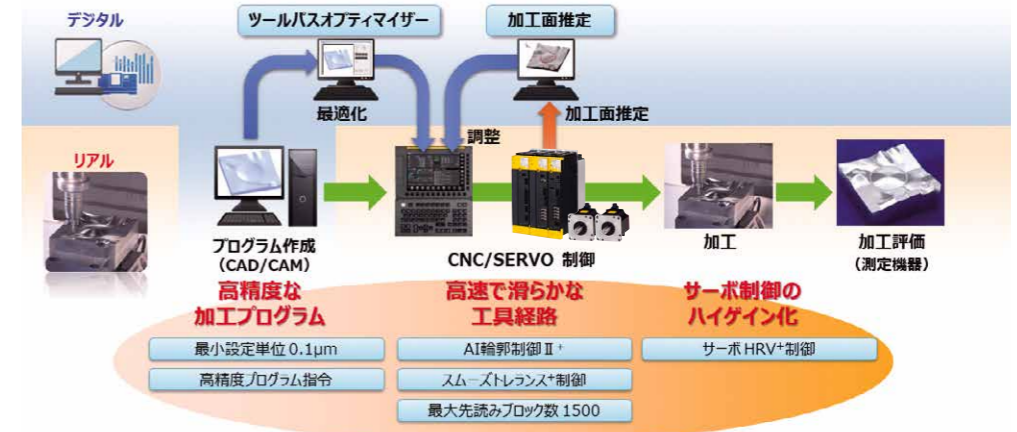 デジタル
ツールパスオプティマイザー
加工面推定
最適化
加工面推定
調整
リアル
プログラム作成
(CAD/CAM)
CNC/SERVO 制御
加工
加工評価
(測定機器)
高精度な
加工プログラム
高速で滑らかな
工具経路
サーボ制御の
ハイゲイン化
最小設定単位 0.1μm
AI輪郭制御Ⅱ⁺
サーボHRV⁺制御
高精度プログラム指令
スムーズトレランス⁺制御
最大先読みブロック数 1500